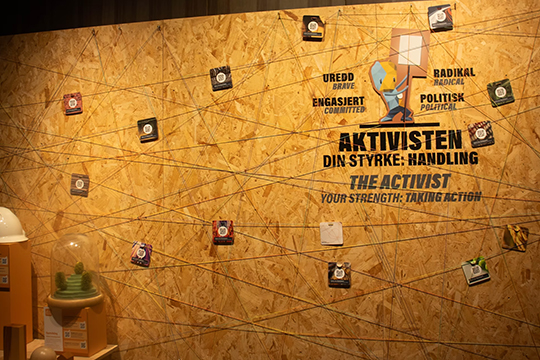 UREDD
BRAVE
RADIKAL
RADICAL
ENGASJERT
COMMITTED
POLITISK
POLITICAL
AKTIVISTEN
DIN STYRKE: HANDLING
THE ACTIVIST
YOUR STRENGTH: TAKING ACTION